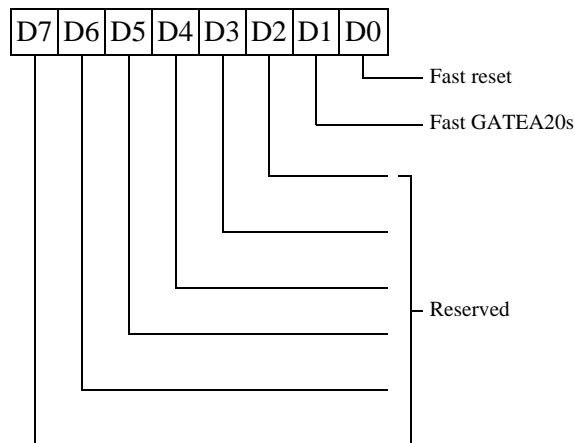 D7 D6 D5 D4 D3 D2 D1 D0
Fast reset
Fast GATEA20s
Reserved